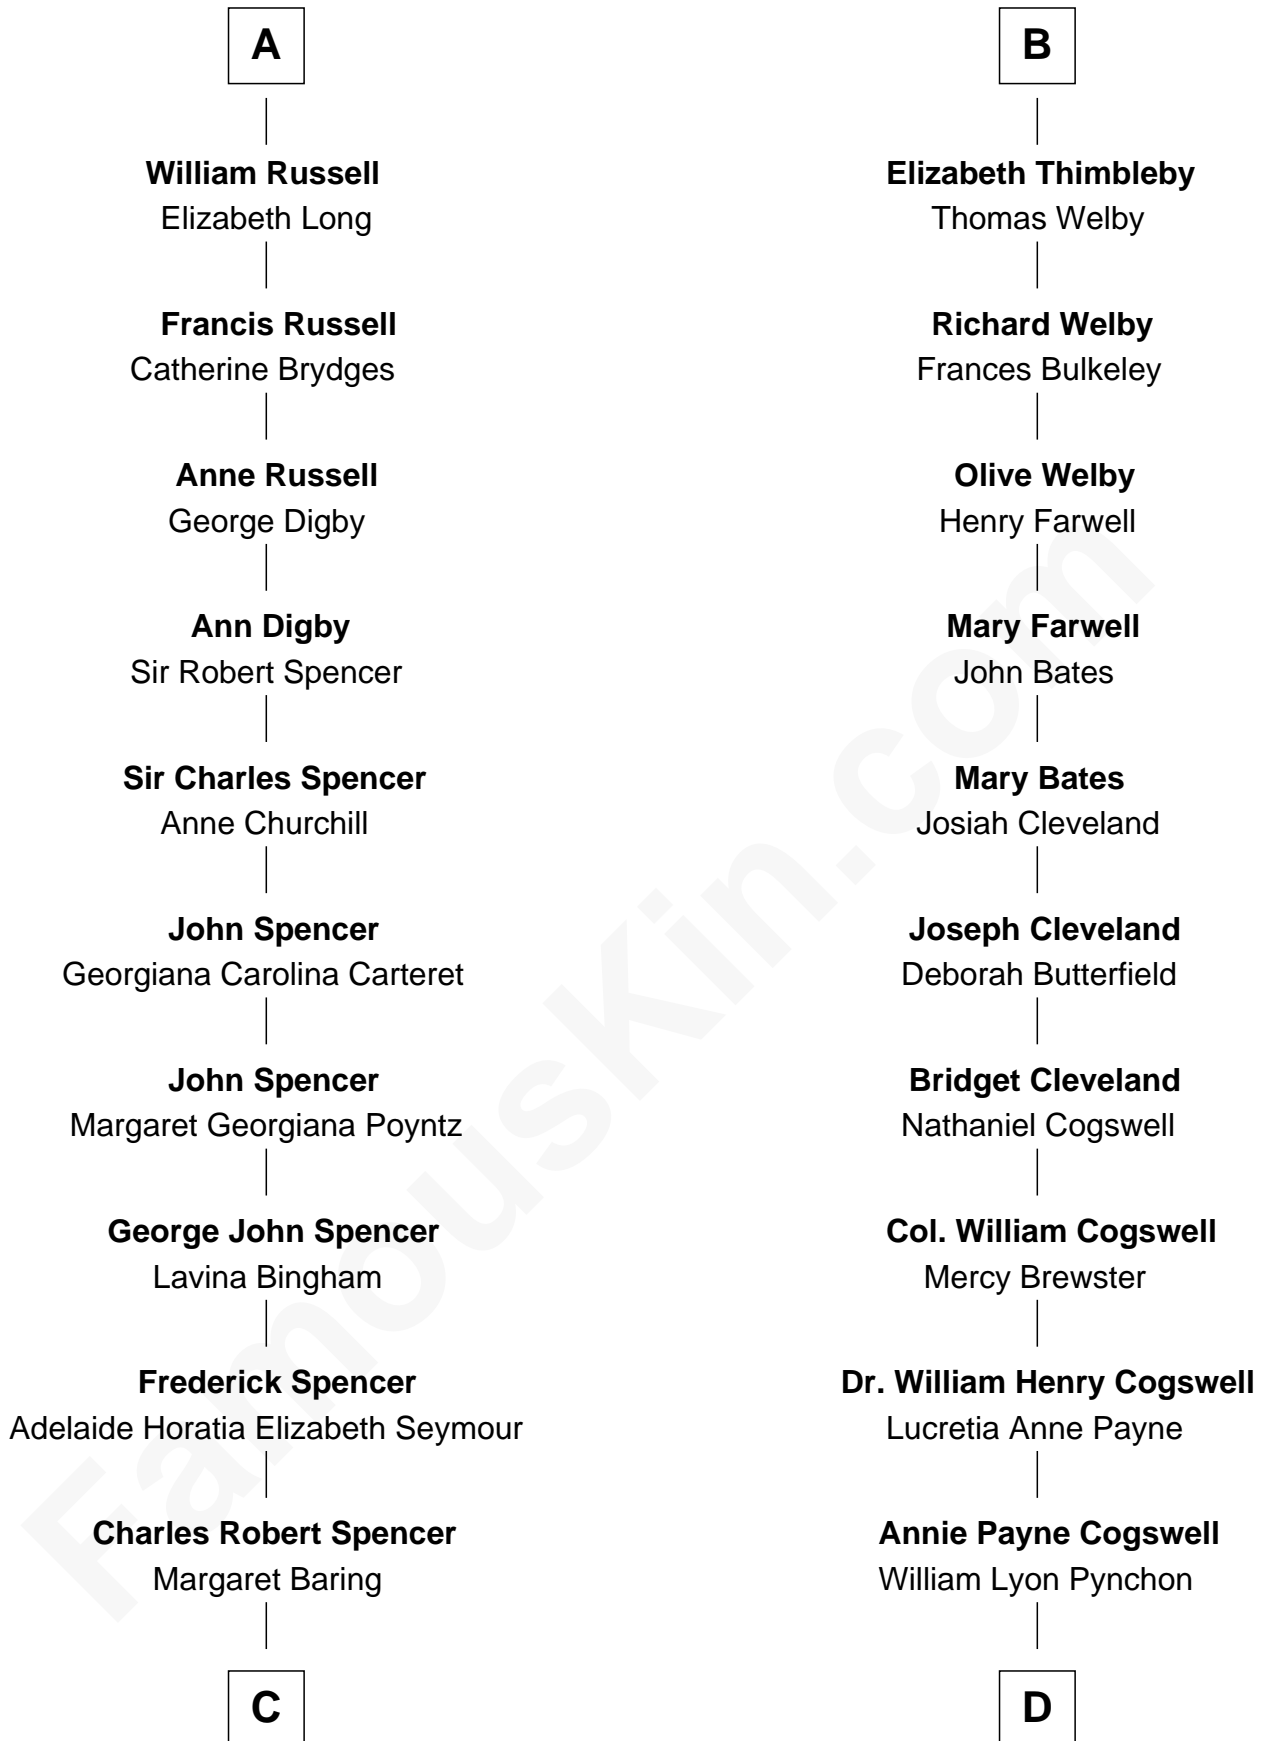 A
William Russell
Elizabeth Long
Francis Russell
Catherine Brydges
Anne Russell
George Digby
Ann Digby
Sir Robert Spencer
Sir Charles Spencer
Anne Churchill
John Spencer
Georgiana Carolina Carteret
John Spencer
Margaret Georgiana Poyntz
George John Spencer
Lavina Bingham
Frederick Spencer
Adelaide Horatia Elizabeth Seymour
Charles Robert Spencer
Margaret Baring
C
B
Elizabeth Thimbleby
Thomas Welby
Richard Welby
Frances Bulkeley
Olive Welby
Henry Farwell
Mary Farwell
John Bates
Mary Bates
Josiah Cleveland
Joseph Cleveland
Deborah Butterfield
Bridget Cleveland
Nathaniel Cogswell
Col. William Cogswell
Mercy Brewster
Dr. William Henry Cogswell
Lucretia Anne Payne
Annie Payne Cogswell
William Lyon Pynchon
D
FamousKin.com